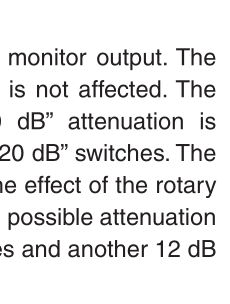 monitor output. The
is not affected. The
dB” attenuation is
20 dB” switches. The
effect of the rotary
possible attenuation
and another 12 dB